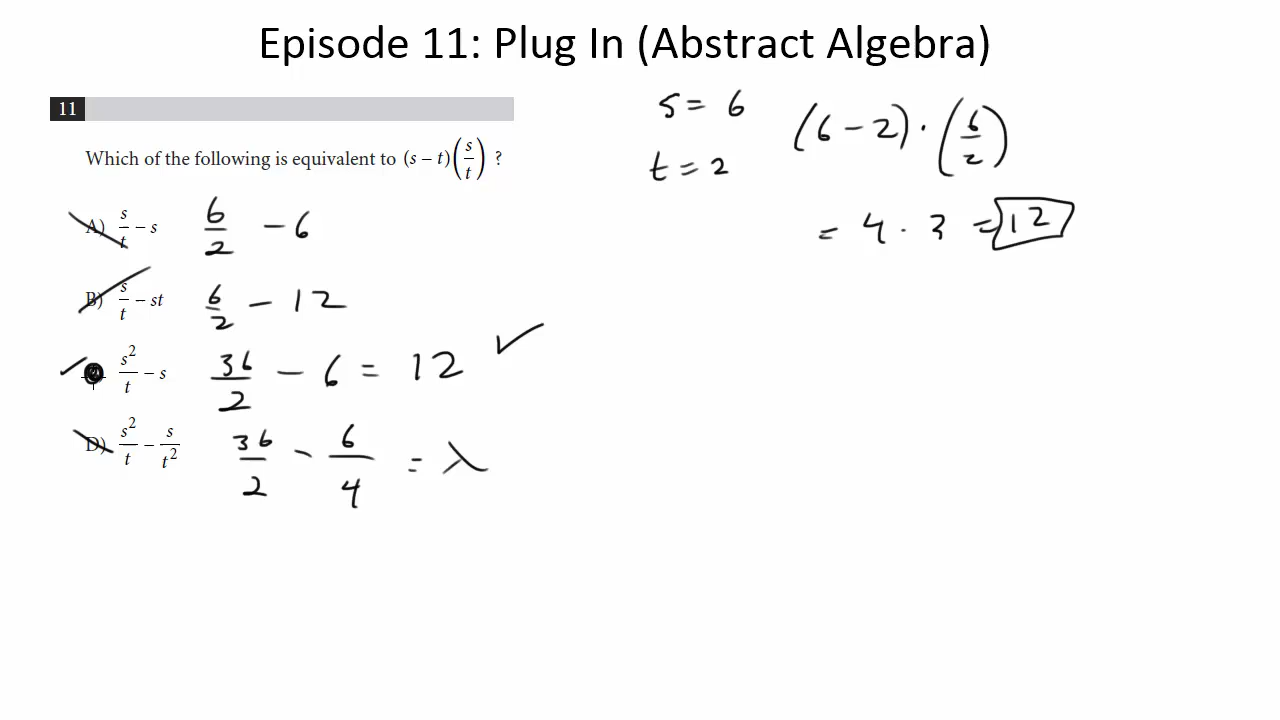 Episode 11: Plug In (Abstract Algebra)
11
Which of the following is equivalent to (s − t)(s/t) ?
A) s/t − s
6/2 − 6
B) s/t − st
6/2 − 12
s²/t − s
36/2 − 6 = 12 ✓
D) s²/t − s/t²
36/2 − 6/4 =
s = 6
t = 2
(6 − 2) · (6/2)
= 4 · 3 = 12